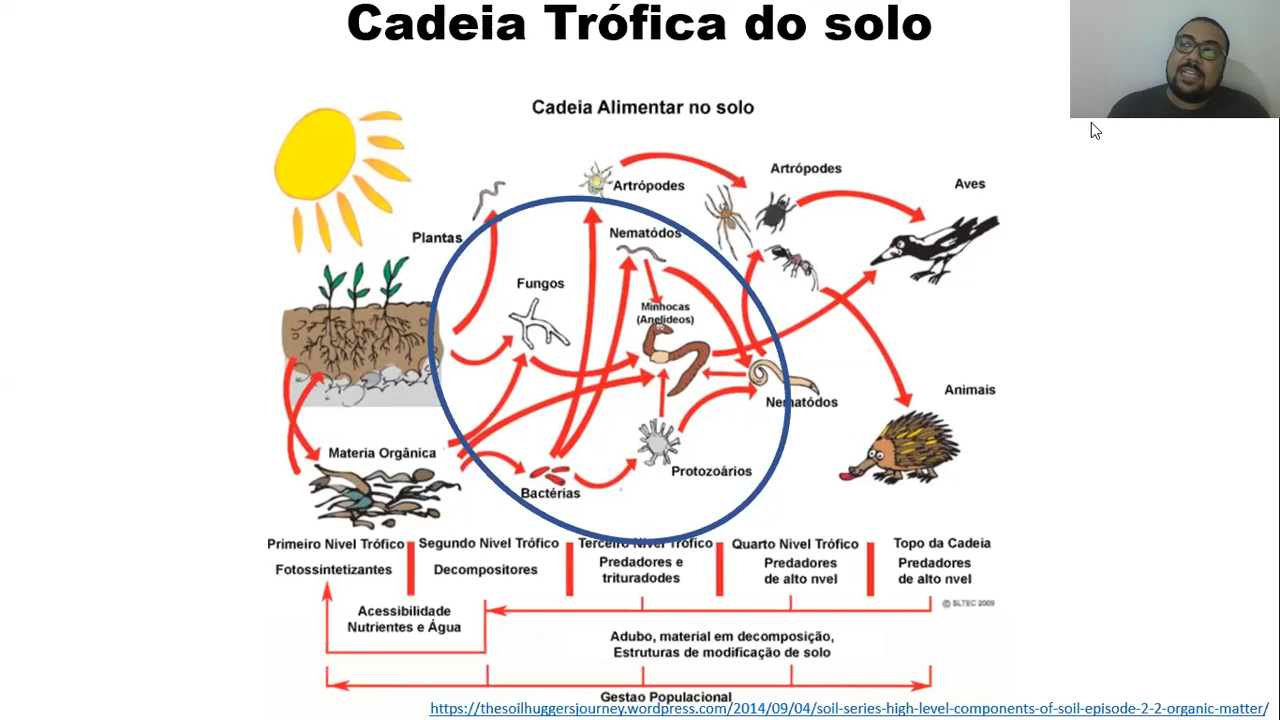 Cadeia Trófica do solo
Cadeia Alimentar no solo
Artrópodes
Artrópodes
Aves
Plantas
Nematódos
Fungos
Minhocas
(Anelideos)
Animais
Nematódos
Materia Orgânica
Protozoários
Bactérias
Primeiro Nivel Trófico
Fotossintetizantes
Segundo Nivel Trófico
Decompositores
Terceiro Nivel Trófico
Predadores e
trituradodes
Quarto Nivel Trófico
Predadores
de alto nvel
Topo da Cadeia
Predadores
de alto nvel
© SLTEC 2009
Acessibilidade
Nutrientes e Água
Adubo, material em decomposição,
Estruturas de modificação de solo
Gestao Populacional
https://thesoilhuggersjourney.wordpress.com/2014/09/04/soil-series-high-level-components-of-soil-episode-2-2-organic-matter/